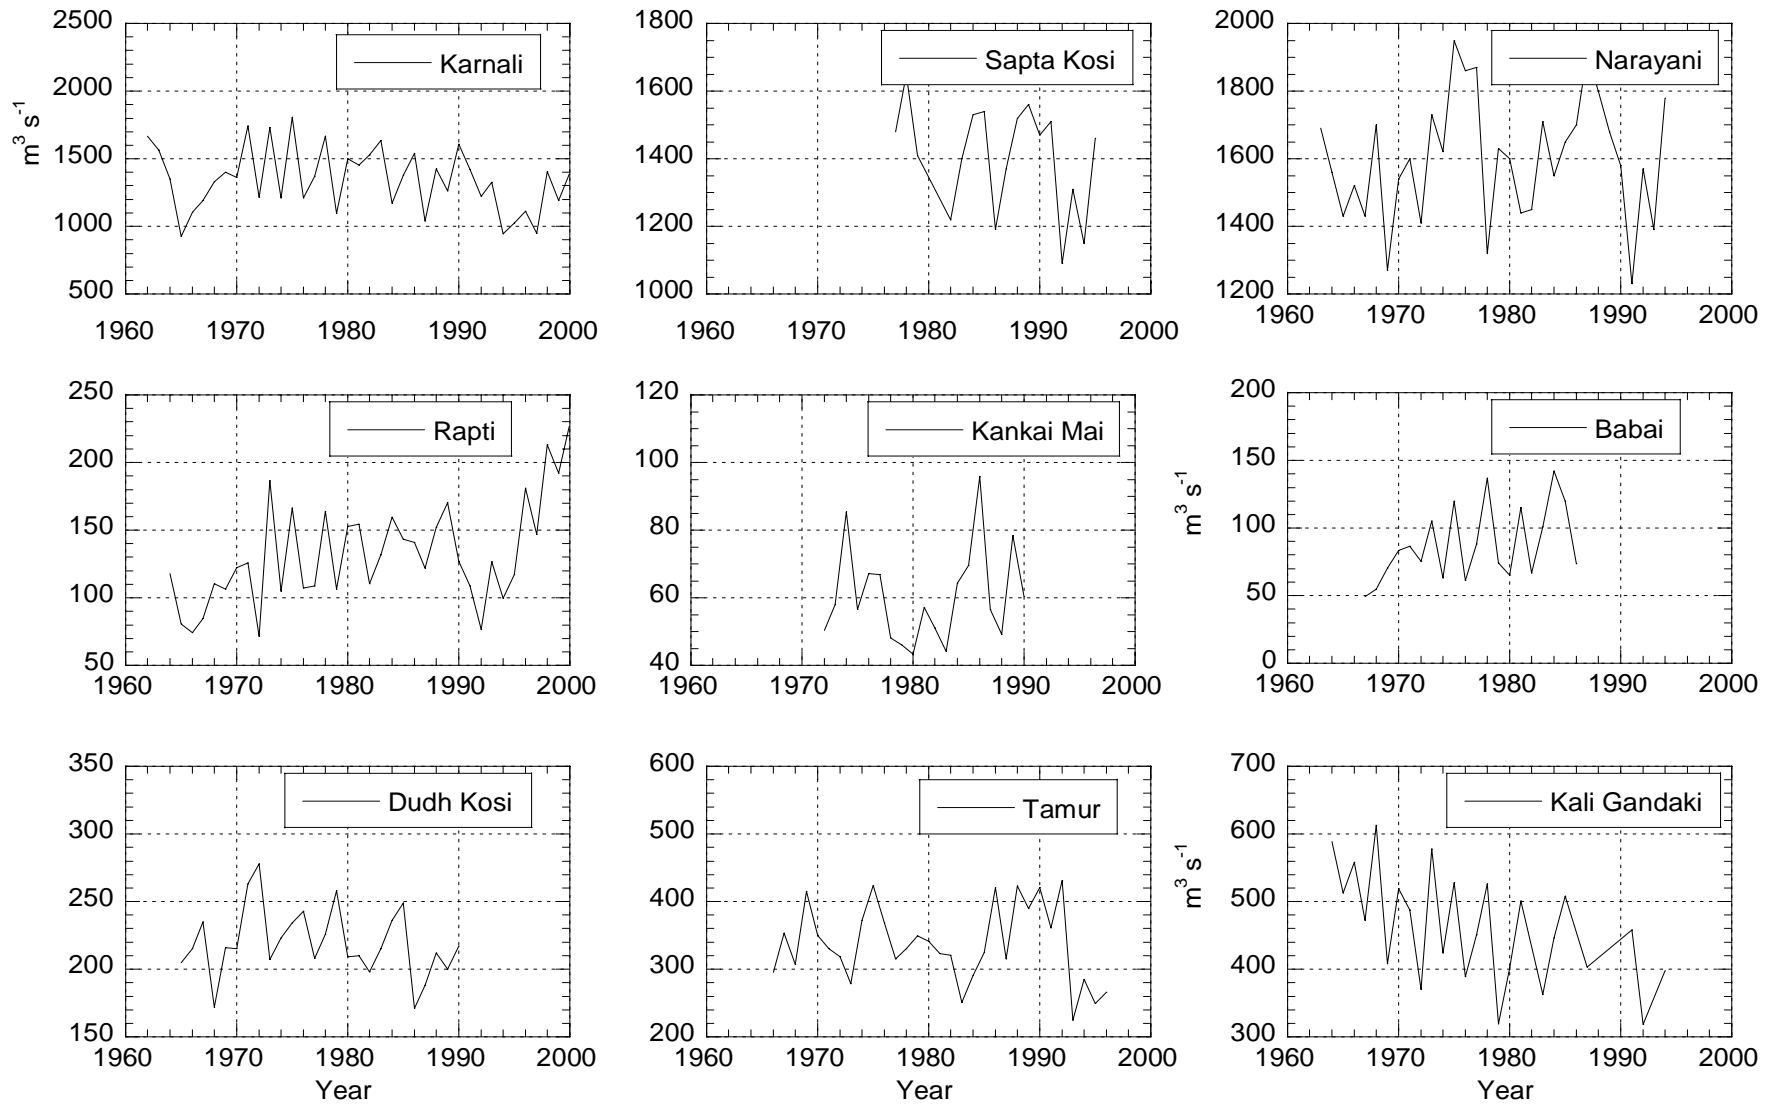 2500
2000
1500
1000
500
m³ s⁻¹
Karnali
1960 1970 1980 1990 2000
1800
1600
1400
1200
1000
Sapta Kosi
1960 1970 1980 1990 2000
2000
1800
1600
1400
1200
Narayani
1960 1970 1980 1990 2000
250
200
150
100
50
Rapti
1960 1970 1980 1990 2000
120
100
80
60
40
Kankai Mai
1960 1970 1980 1990 2000
200
150
100
50
0
m³ s⁻¹
Babai
1960 1970 1980 1990 2000
350
300
250
200
150
Dudh Kosi
1960 1970 1980 1990 2000
Year
600
500
400
300
200
Tamur
1960 1970 1980 1990 2000
Year
700
600
500
400
300
m³ s⁻¹
Kali Gandaki
1960 1970 1980 1990 2000
Year